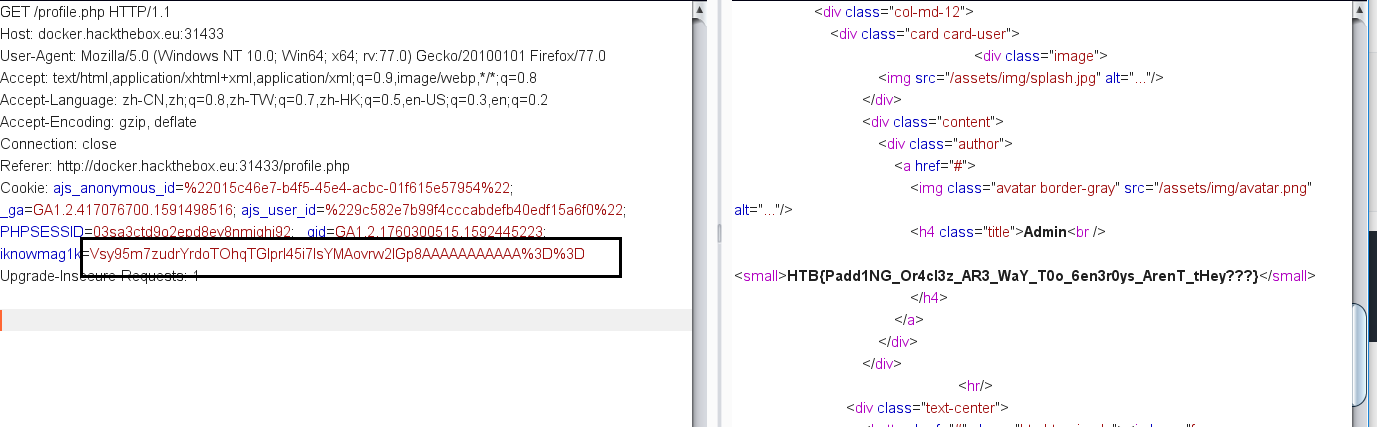 GET /profile.php HTTP/1.1
Host: docker.hackthebox.eu:31433
User-Agent: Mozilla/5.0 (Windows NT 10.0; Win64; x64; rv:77.0) Gecko/20100101 Firefox/77.0
Accept: text/html,application/xhtml+xml,application/xml;q=0.9,image/webp,*/*;q=0.8
Accept-Language: zh-CN,zh;q=0.8,zh-TW;q=0.7,zh-HK;q=0.5,en-US;q=0.3,en;q=0.2
Accept-Encoding: gzip, deflate
Connection: close
Referer: http://docker.hackthebox.eu:31433/profile.php
Cookie: ajs_anonymous_id=%22015c46e7-b4f5-45e4-acbc-01f615e57954%22;
_ga=GA1.2.417076700.1591498516; ajs_user_id=%229c582e7b99f4cccabdefb40edf15a6f0%22;
PHPSESSID=03sa3ctd9o2epd8ev8nmighj92; _gid=GA1.2.1760300515.1592445223;
iknowmag1k=Vsy95m7zudrYrdoTOhqTGlprl45i7lsYMAovrw2lGp8AAAAAAAAAAA%3D%3D
Upgrade-Insecure-Requests: 1
<div class="col-md-12">
<div class="card card-user">
<div class="image">
<img src="/assets/img/splash.jpg" alt="..."/>
</div>
<div class="content">
<div class="author">
<a href="#">
<img class="avatar border-gray" src="/assets/img/avatar.png"
alt="..."/>
<h4 class="title">Admin<br />
<small>HTB{Padd1NG_Or4cl3z_AR3_WaY_T0o_6en3r0ys_ArenT_tHey???}</small>
</h4>
</a>
</div>
</div>
<hr/>
<div class="text-center">